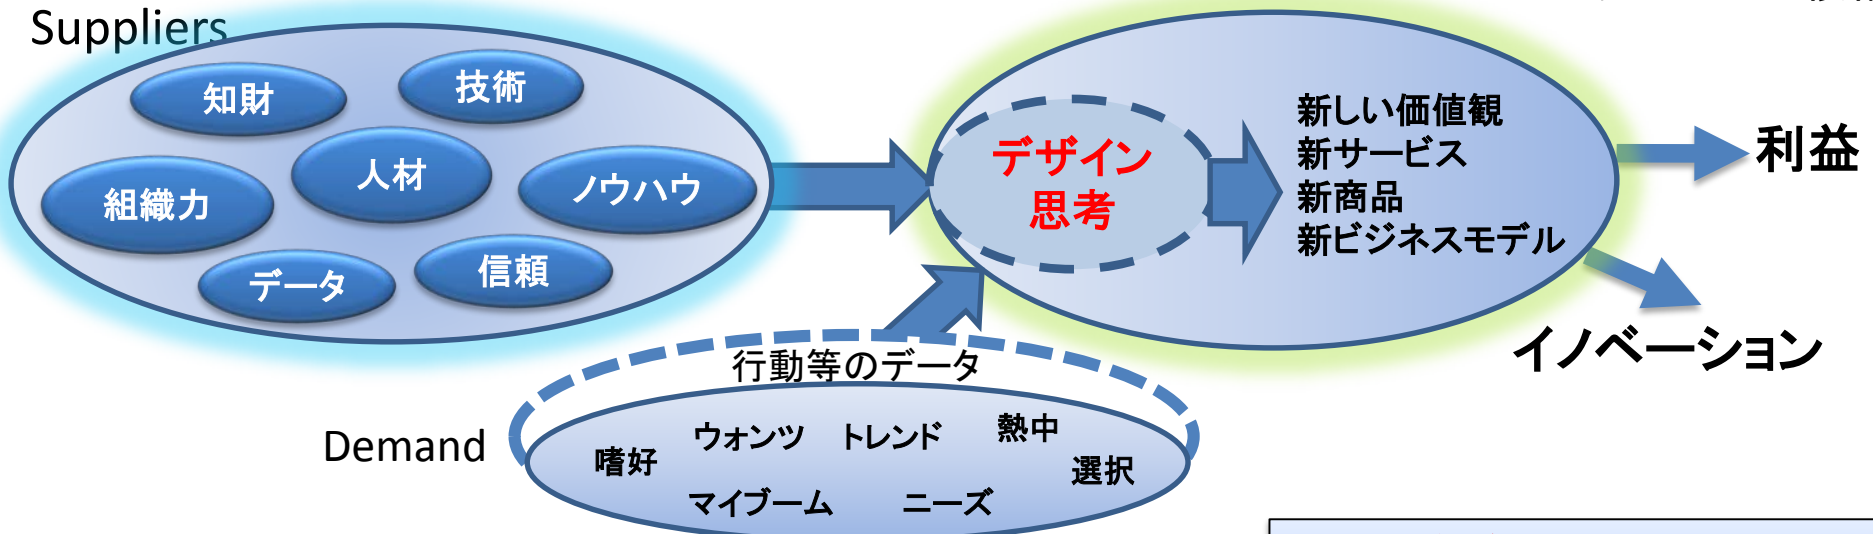 Suppliers
知財
技術
人材
組織力
ノウハウ
データ
信頼
デザイン
思考
新しい価値観
新サービス
新商品
新ビジネスモデル
利益
イノベーション
行動等のデータ
Demand
嗜好
ウォンツ
トレンド
熱中
選択
マイブーム
ニーズ